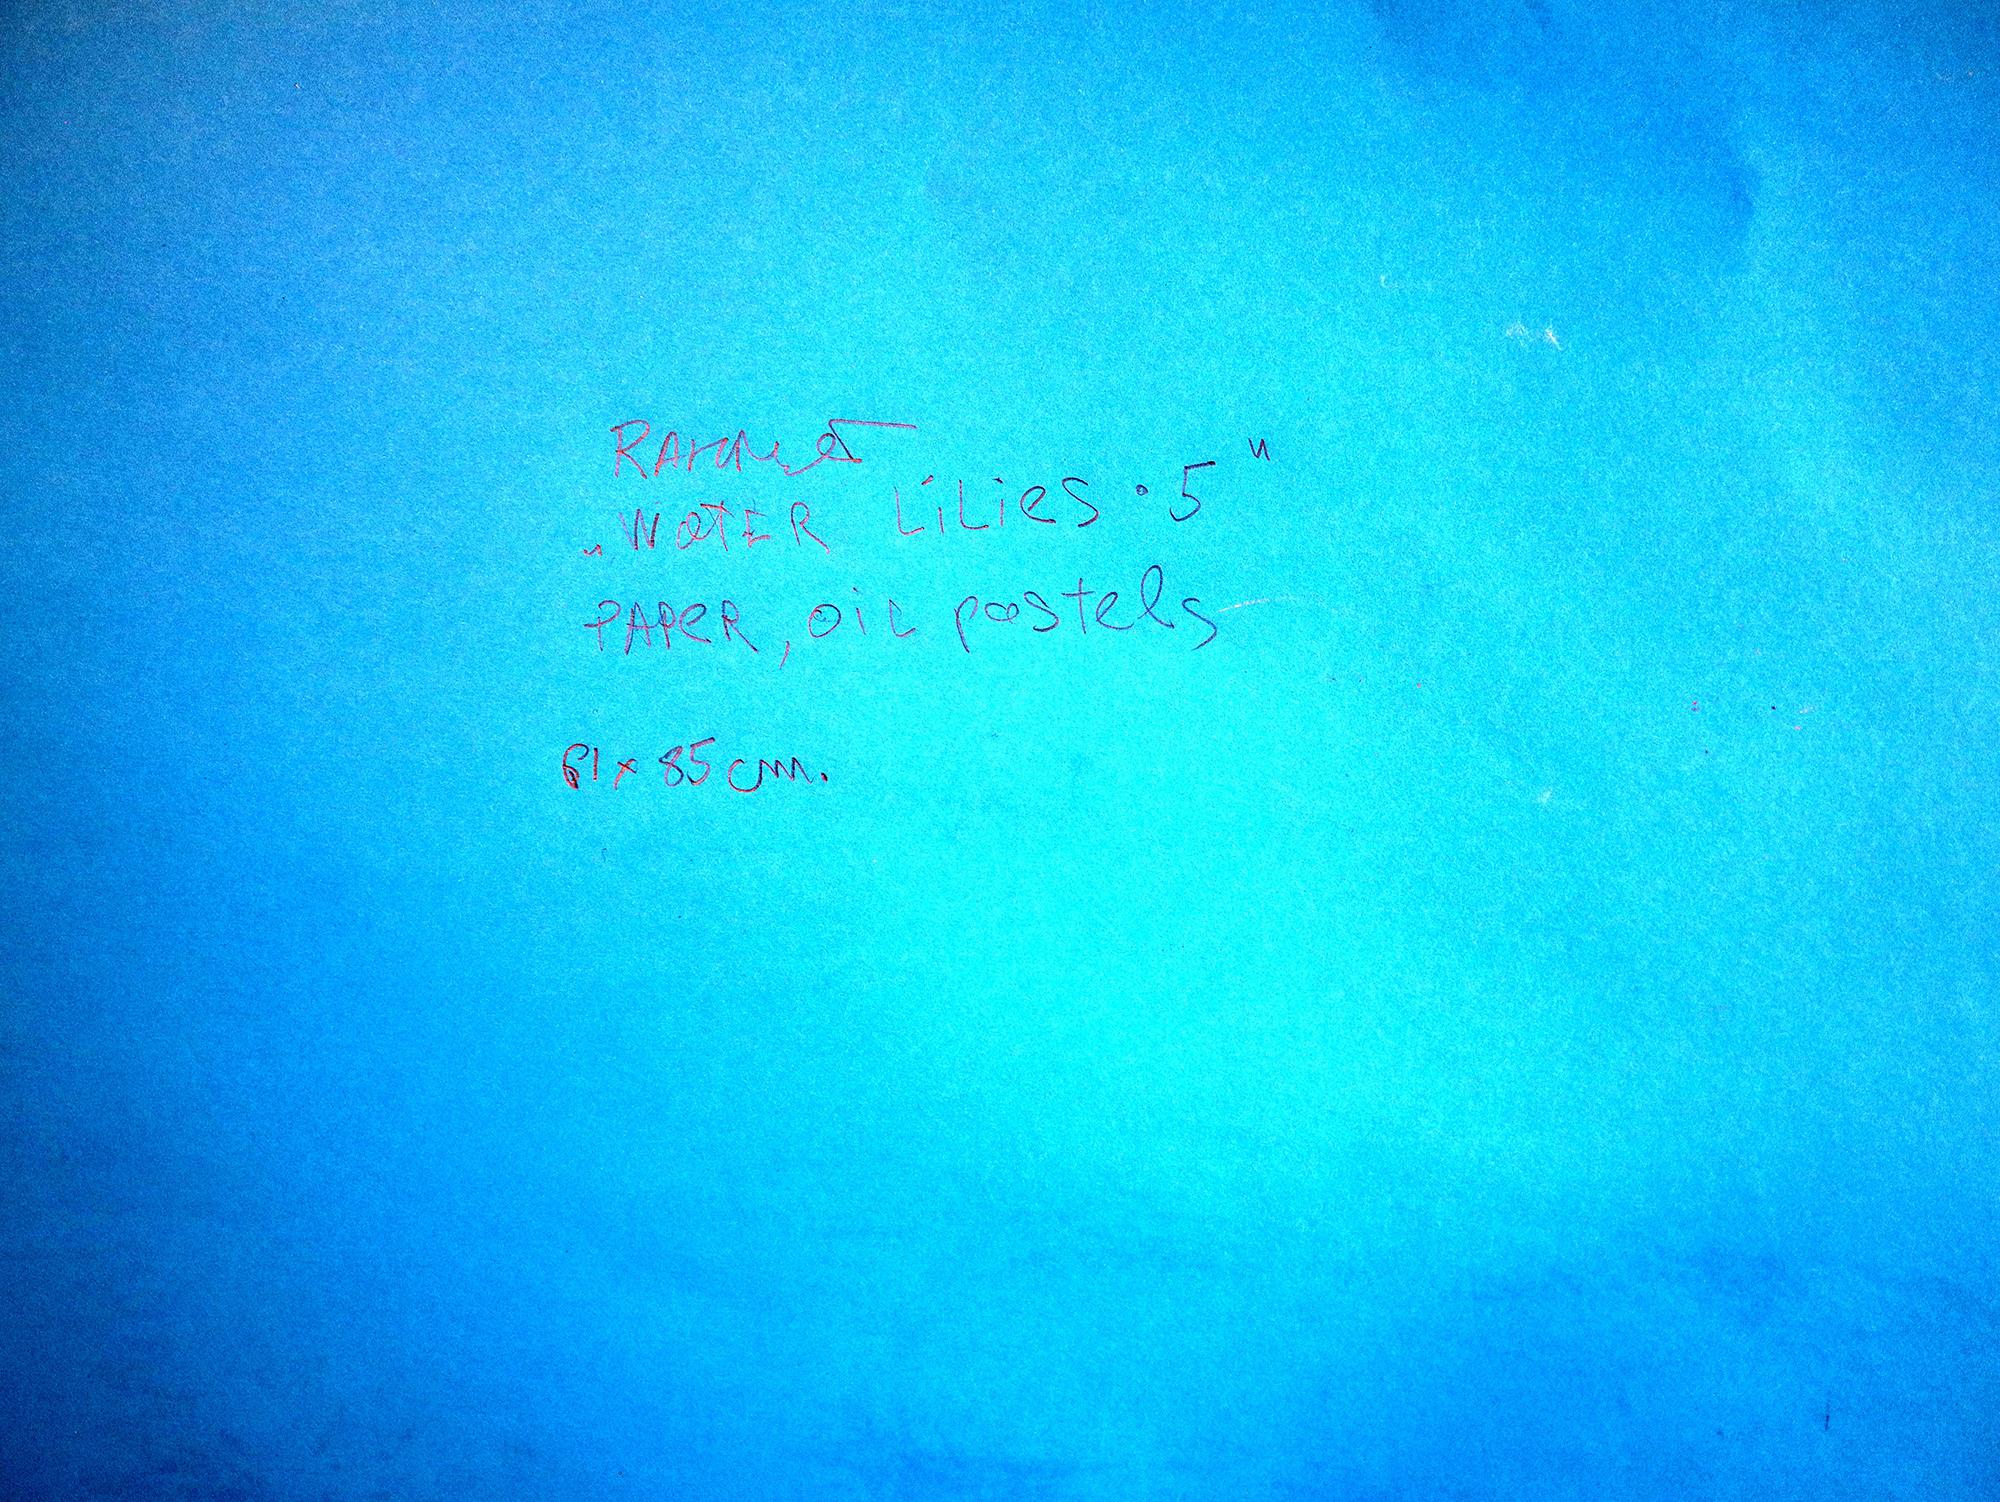 „WATER LiLies • 5"
PAPeR, oil pastels
61 x 85 cm.